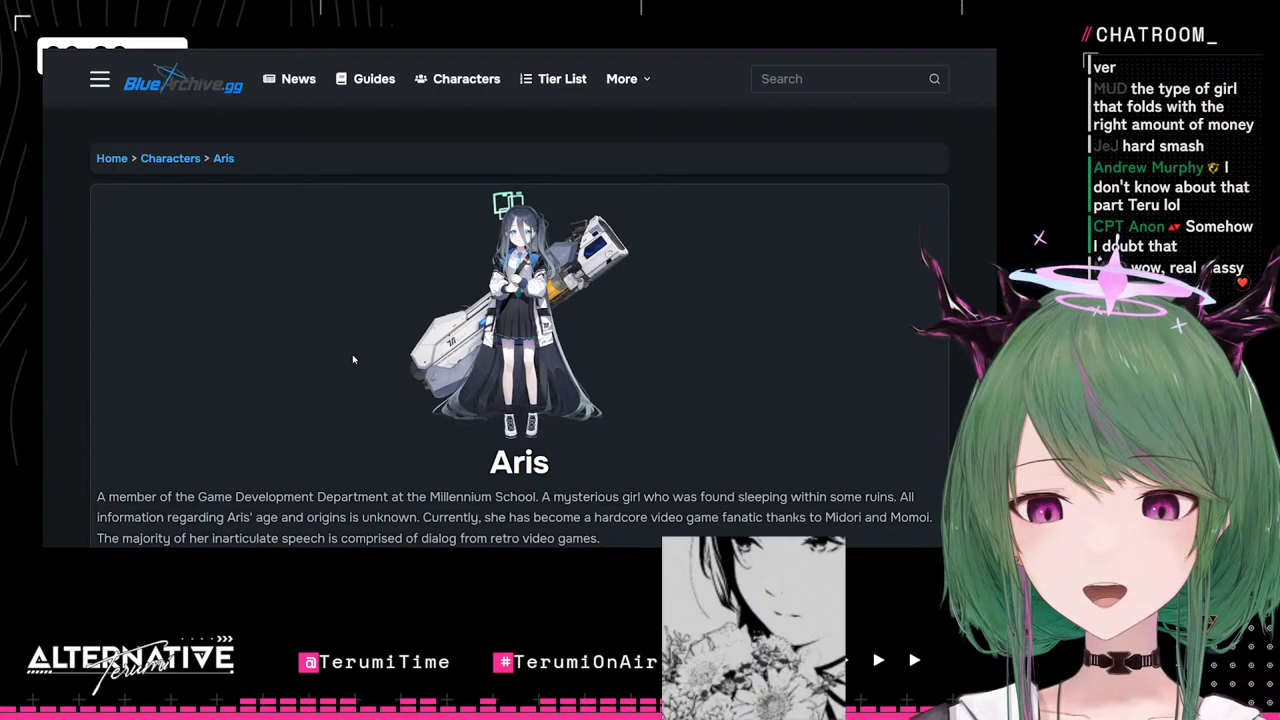 //CHATROOM_
ver
MUD the type of girl
that folds with the
right amount of money
JeJ hard smash
Andrew Murphy I
don't know about that
part Teru lol
CPT Anon Somehow
I doubt that
wow, real
BlueArchive.gg
News
Guides
Characters
Tier List
More
Search
Home > Characters > Aris
Aris
A member of the Game Development Department at the Millennium School. A mysterious girl who was found sleeping within some ruins. All
information regarding Aris' age and origins is unknown. Currently, she has become a hardcore video game fanatic thanks to Midori and Momoi.
The majority of her inarticulate speech is comprised of dialog from retro video games.
ALTERNATIVE
Terumi
@TerumiTime
#TerumiOnAir